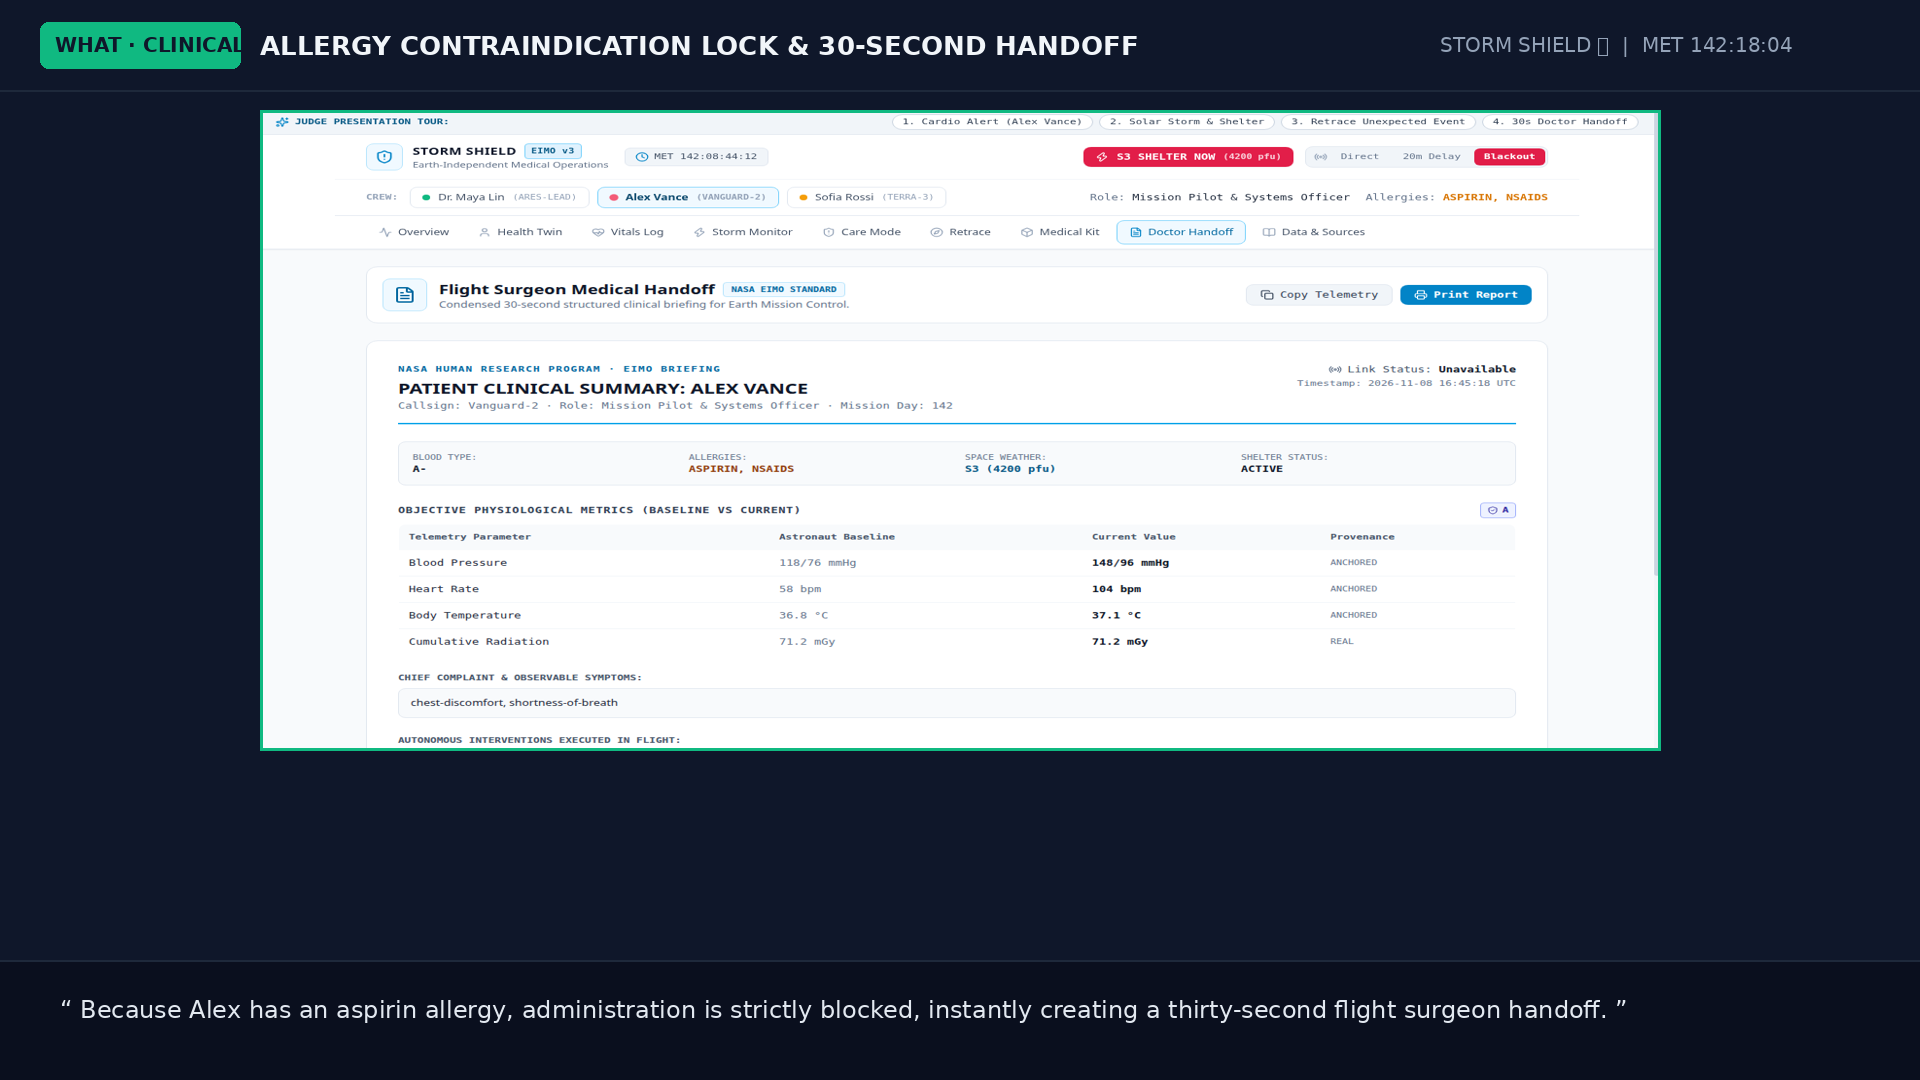 WHAT · CLINICAL
ALLERGY CONTRAINDICATION LOCK & 30-SECOND HANDOFF
STORM SHIELD | MET 142:18:04
JUDGE PRESENTATION TOUR:
1. Cardio Alert (Alex Vance)
2. Solar Storm & Shelter
3. Retrace Unexpected Event
4. 30s Doctor Handoff
STORM SHIELD
EIMO v3
Earth-Independent Medical Operations
MET 142:08:44:12
S3 SHELTER NOW (4200 pfu)
Direct
20m Delay
Blackout
CREW:
Dr. Maya Lin (ARES-LEAD)
Alex Vance (VANGUARD-2)
Sofia Rossi (TERRA-3)
Role: Mission Pilot & Systems Officer
Allergies: ASPIRIN, NSAIDS
Overview
Health Twin
Vitals Log
Storm Monitor
Care Mode
Retrace
Medical Kit
Doctor Handoff
Data & Sources
Flight Surgeon Medical Handoff
NASA EIMO STANDARD
Condensed 30-second structured clinical briefing for Earth Mission Control.
Copy Telemetry
Print Report
NASA HUMAN RESEARCH PROGRAM · EIMO BRIEFING
Link Status: Unavailable
PATIENT CLINICAL SUMMARY: ALEX VANCE
Timestamp: 2026-11-08 16:45:18 UTC
Callsign: Vanguard-2 · Role: Mission Pilot & Systems Officer · Mission Day: 142
BLOOD TYPE:
A-
ALLERGIES:
ASPIRIN, NSAIDS
SPACE WEATHER:
S3 (4200 pfu)
SHELTER STATUS:
ACTIVE
OBJECTIVE PHYSIOLOGICAL METRICS (BASELINE VS CURRENT)
A
Telemetry Parameter Astronaut Baseline Current Value Provenance
Blood Pressure 118/76 mmHg 148/96 mmHg ANCHORED
Heart Rate 58 bpm 104 bpm ANCHORED
Body Temperature 36.8 °C 37.1 °C ANCHORED
Cumulative Radiation 71.2 mGy 71.2 mGy REAL
CHIEF COMPLAINT & OBSERVABLE SYMPTOMS:
chest-discomfort, shortness-of-breath
AUTONOMOUS INTERVENTIONS EXECUTED IN FLIGHT:
“ Because Alex has an aspirin allergy, administration is strictly blocked, instantly creating a thirty-second flight surgeon handoff. ”